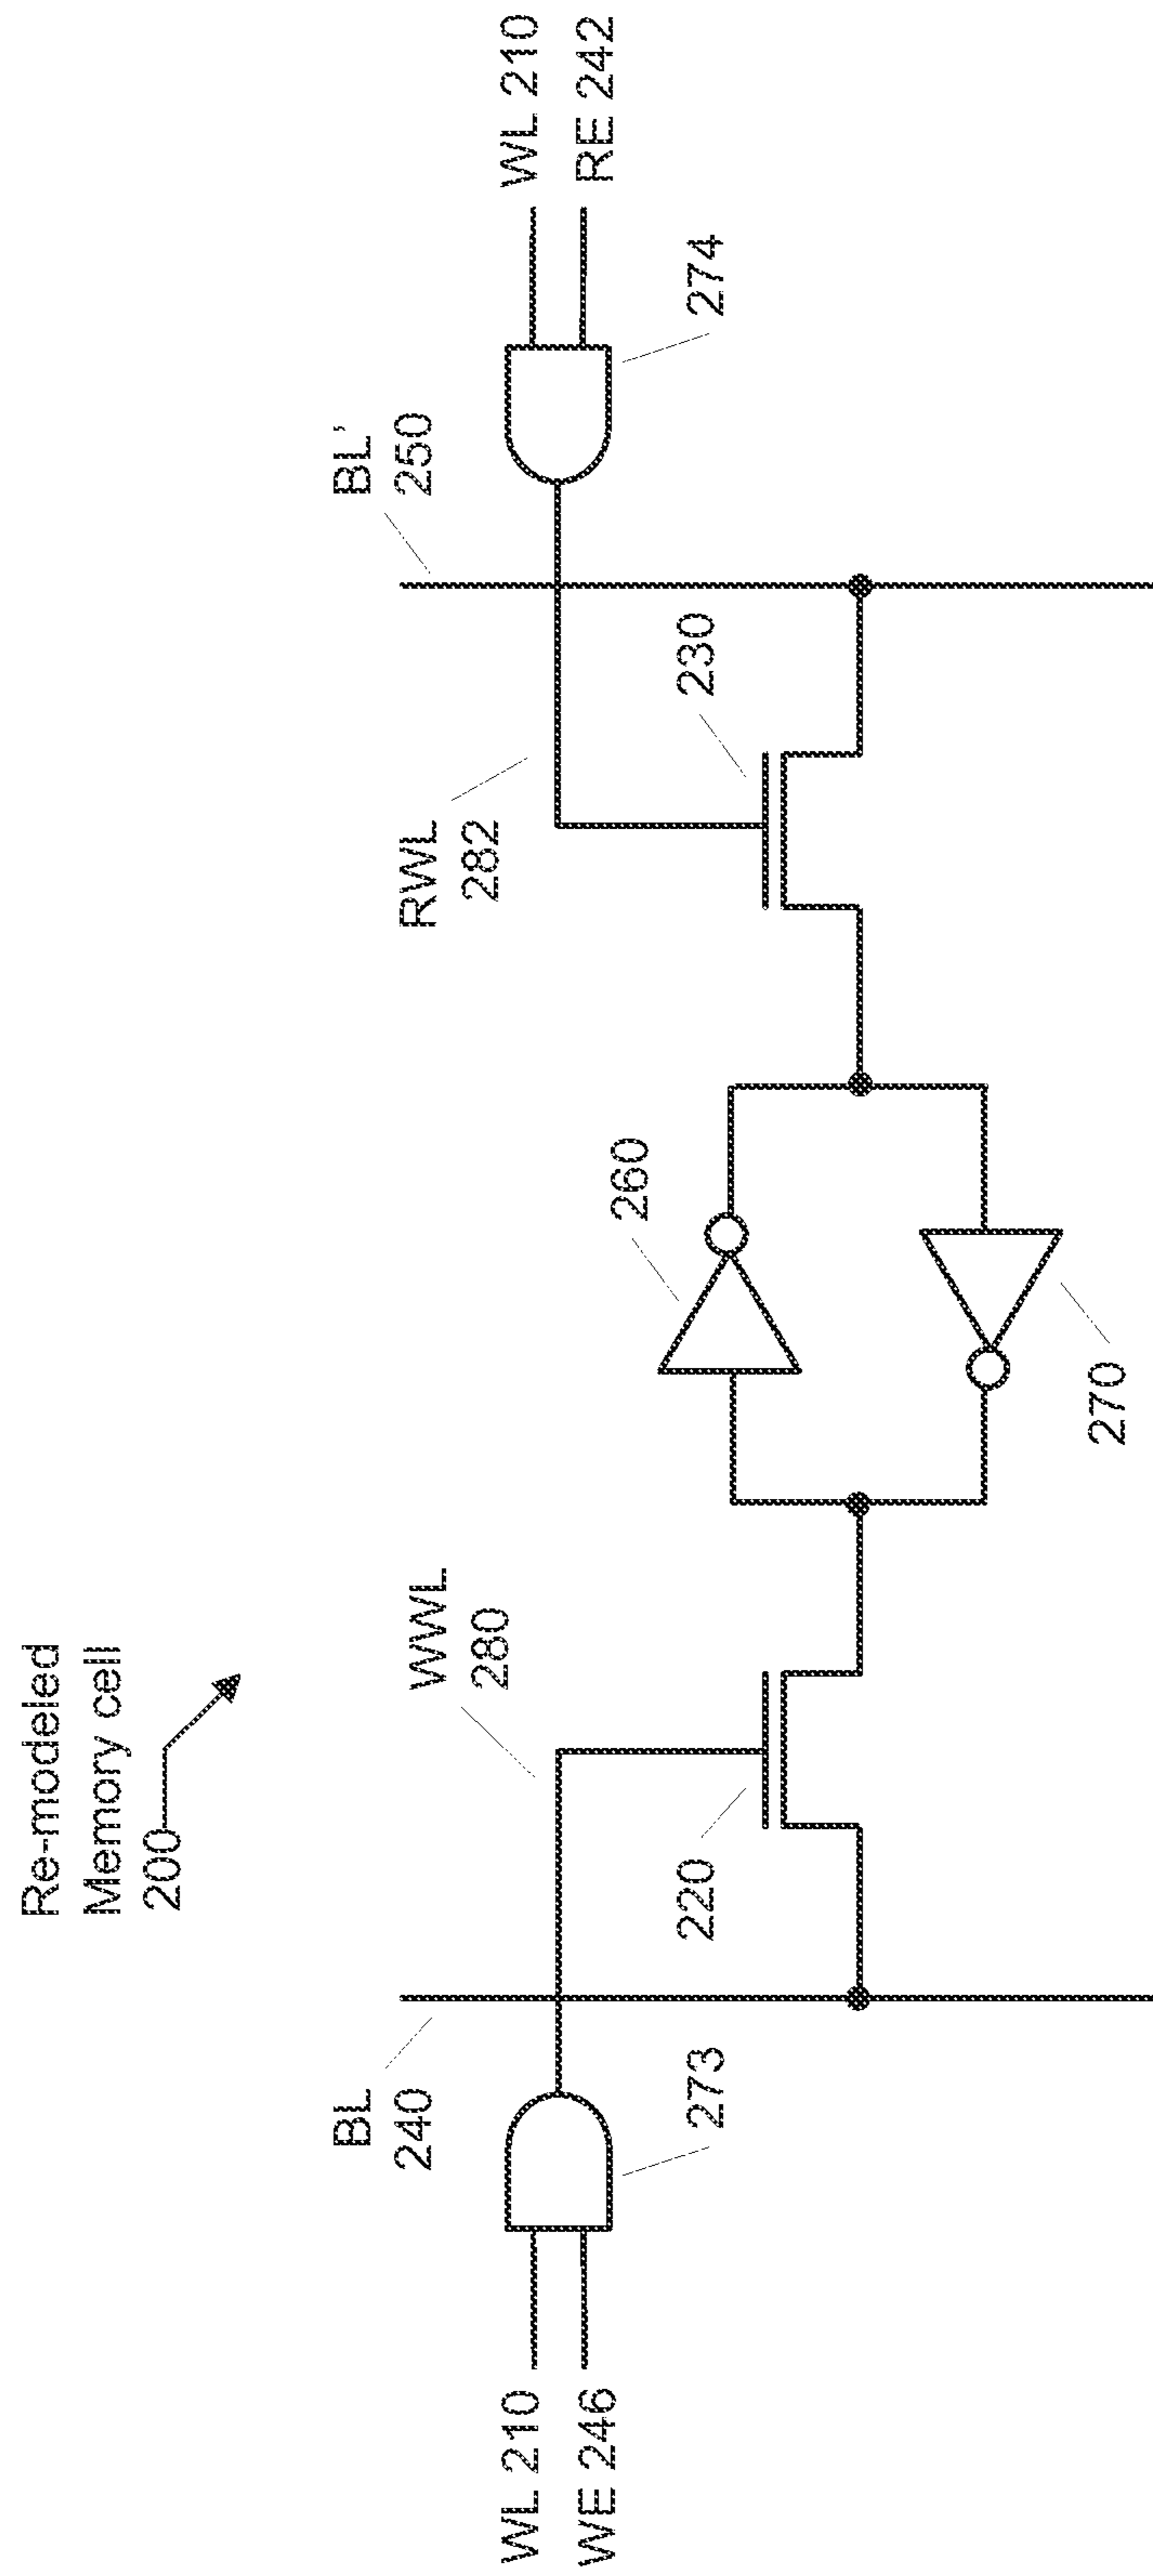 Re-modeled
Memory cell
200
BL
240
WWL
280
RWL
282
BL'
250
WL 210
WE 246
WL 210
RE 242
273
220
260
230
274
270